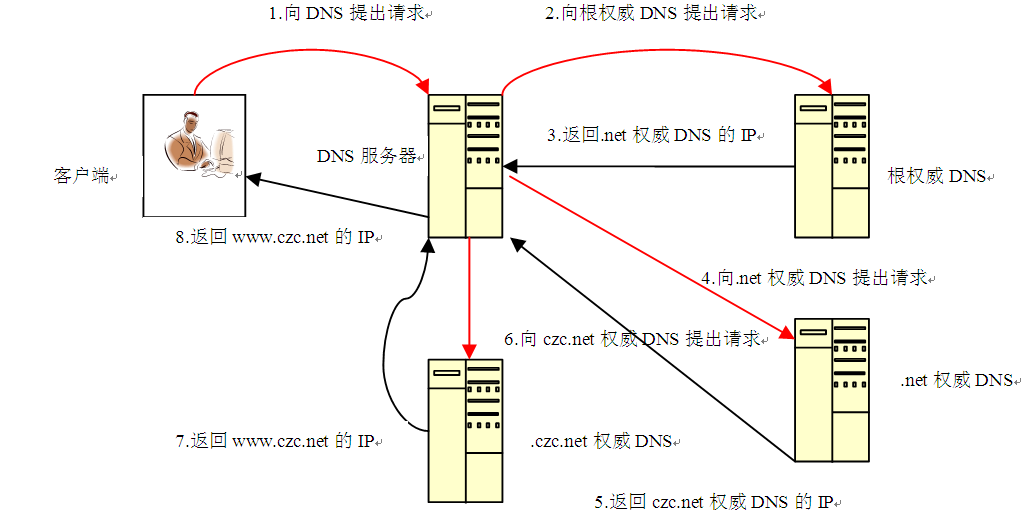 1.向 DNS 提出请求
2.向根权威 DNS 提出请求
3.返回.net 权威 DNS 的 IP
DNS 服务器
客户端
根权威 DNS
8.返回 www.czc.net 的 IP
4.向.net 权威 DNS 提出请求
6.向 czc.net 权威 DNS 提出请求
.net 权威 DNS
7.返回 www.czc.net 的 IP
.czc.net 权威 DNS
5.返回 czc.net 权威 DNS 的 IP